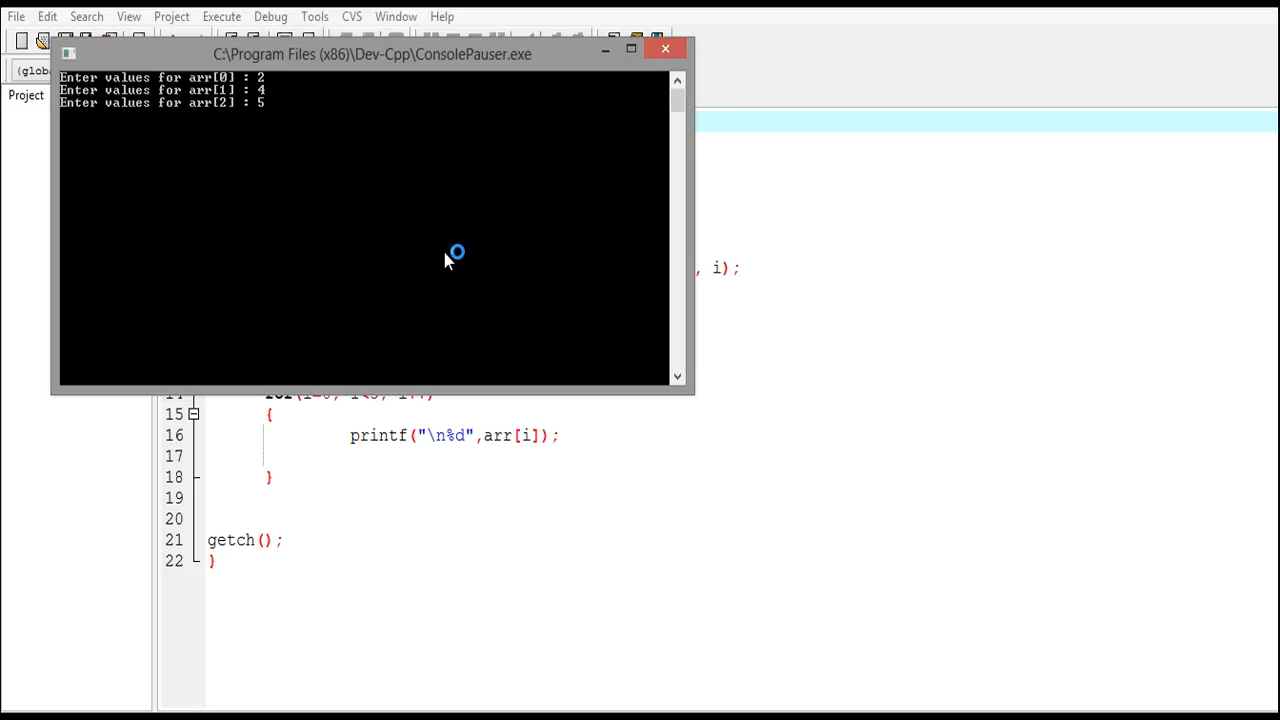 File Edit Search View Project Execute Debug Tools CVS Window Help
C:\Program Files (x86)\Dev-Cpp\ConsolePauser.exe
(globa
Project
Enter values for arr[0] : 2
Enter values for arr[1] : 4
Enter values for arr[2] : 5
, i);
15 {
16 printf("\n%d",arr[i]);
17
18 }
19
20
21 getch();
22 }